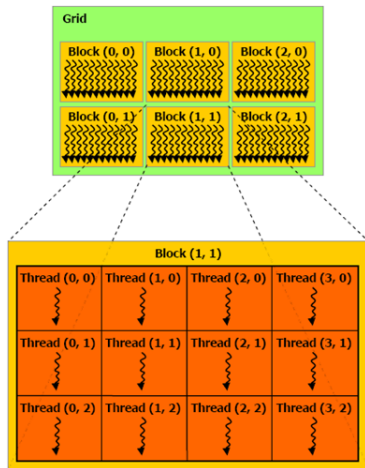 Grid
Block (0, 0) Block (1, 0) Block (2, 0)
Block (0, 1) Block (1, 1) Block (2, 1)
Block (1, 1)
Thread (0, 0) Thread (1, 0) Thread (2, 0) Thread (3, 0)
Thread (0, 1) Thread (1, 1) Thread (2, 1) Thread (3, 1)
Thread (0, 2) Thread (1, 2) Thread (2, 2) Thread (3, 2)